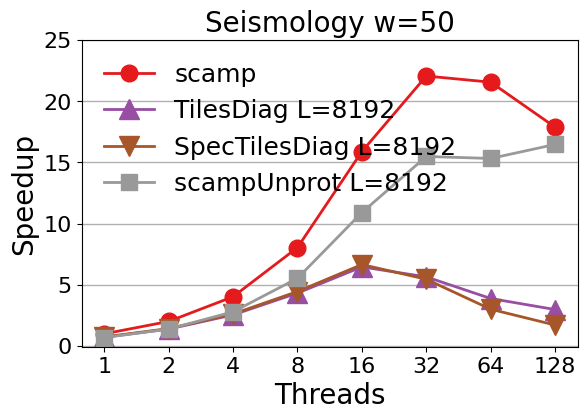 Seismology w=50
25
20
15
10
5
0
Speedup
scamp
TilesDiag L=8192
SpecTilesDiag L=8192
scampUnprot L=8192
1 2 4 8 16 32 64 128
Threads